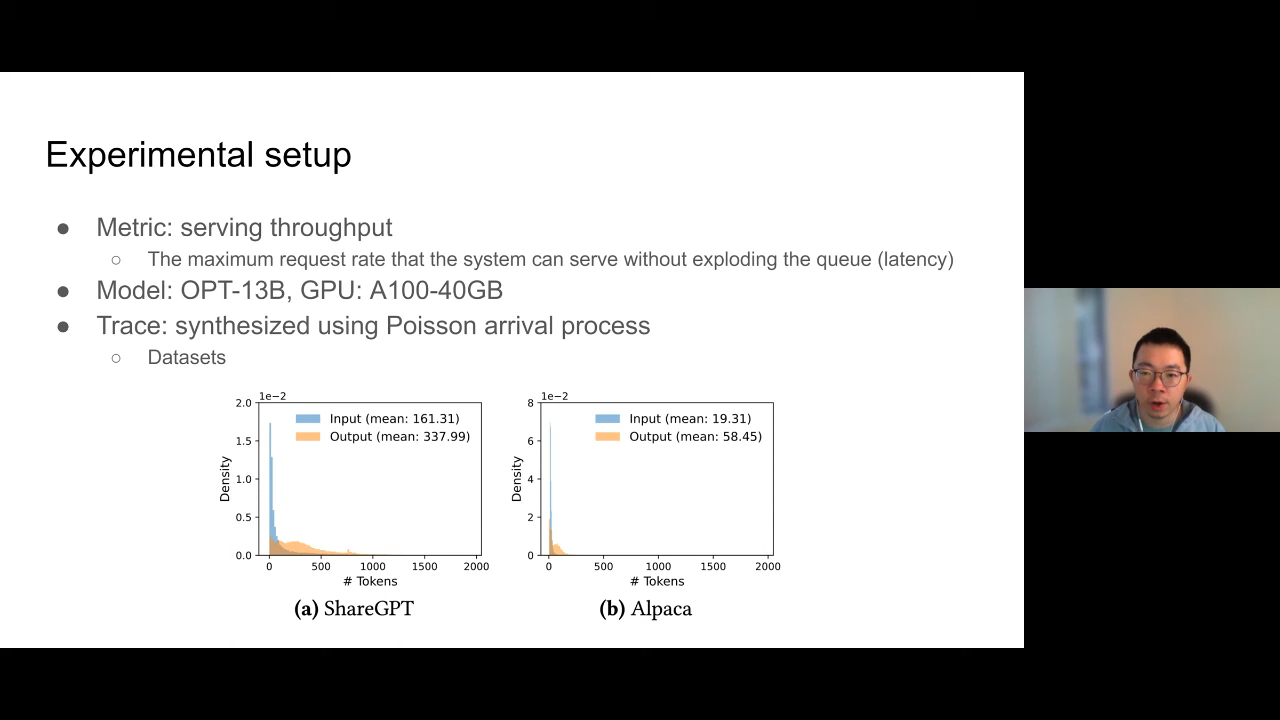 Experimental setup
● Metric: serving throughput
○ The maximum request rate that the system can serve without exploding the queue (latency)
● Model: OPT-13B, GPU: A100-40GB
● Trace: synthesized using Poisson arrival process
○ Datasets
1e−2
2.0
1.5
1.0
0.5
0.0
Density
Input (mean: 161.31)
Output (mean: 337.99)
0 500 1000 1500 2000
# Tokens
(a) ShareGPT
1e−2
8
6
4
2
0
Density
Input (mean: 19.31)
Output (mean: 58.45)
0 500 1000 1500 2000
# Tokens
(b) Alpaca